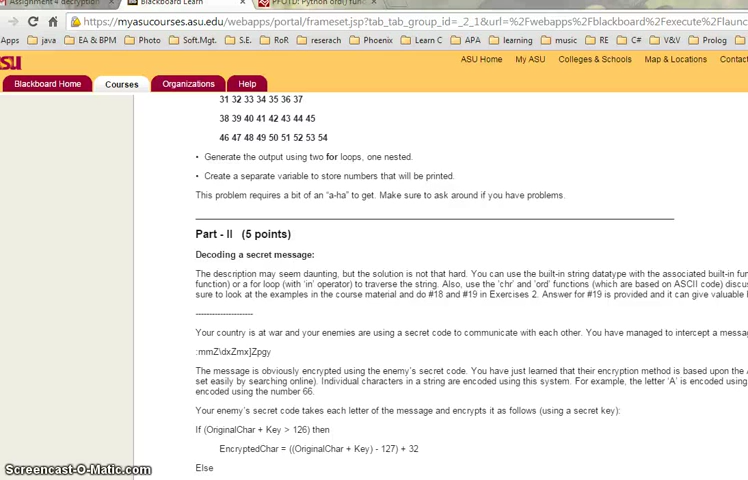 Assignment 4 decryption
Blackboard Learn
PFOTD: Python ord() func
https://myasucourses.asu.edu/webapps/portal/frameset.jsp?tab_tab_group_id=_2_1&url=%2Fwebapps%2Fblackboard%2Fexecute%2Flaunc
Apps java EA & BPM Photo Soft.Mgt. S.E. RoR reserach Phoenix Learn C APA learning music RE C# V&V Prolog
SU
ASU Home My ASU Colleges & Schools Map & Locations Contact
Blackboard Home Courses Organizations Help
31 32 33 34 35 36 37
38 39 40 41 42 43 44 45
46 47 48 49 50 51 52 53 54
• Generate the output using two for loops, one nested.
• Create a separate variable to store numbers that will be printed.
This problem requires a bit of an “a-ha” to get. Make sure to ask around if you have problems.
Part - II (5 points)
Decoding a secret message:
The description may seem daunting, but the solution is not that hard. You can use the built-in string datatype with the associated built-in fun
function) or a for loop (with 'in' operator) to traverse the string. Also, use the 'chr' and 'ord' functions (which are based on ASCII code) discu
sure to look at the examples in the course material and do #18 and #19 in Exercises 2. Answer for #19 is provided and it can give valuable h
--------------------
Your country is at war and your enemies are using a secret code to communicate with each other. You have managed to intercept a messa
:mmZ\dxZmx]Zpgy
The message is obviously encrypted using the enemy’s secret code. You have just learned that their encryption method is based upon the A
set easily by searching online). Individual characters in a string are encoded using this system. For example, the letter ‘A’ is encoded using
encoded using the number 66.
Your enemy’s secret code takes each letter of the message and encrypts it as follows (using a secret key):
If (OriginalChar + Key > 126) then
EncryptedChar = ((OriginalChar + Key) - 127) + 32
Else
Screencast-O-Matic.com